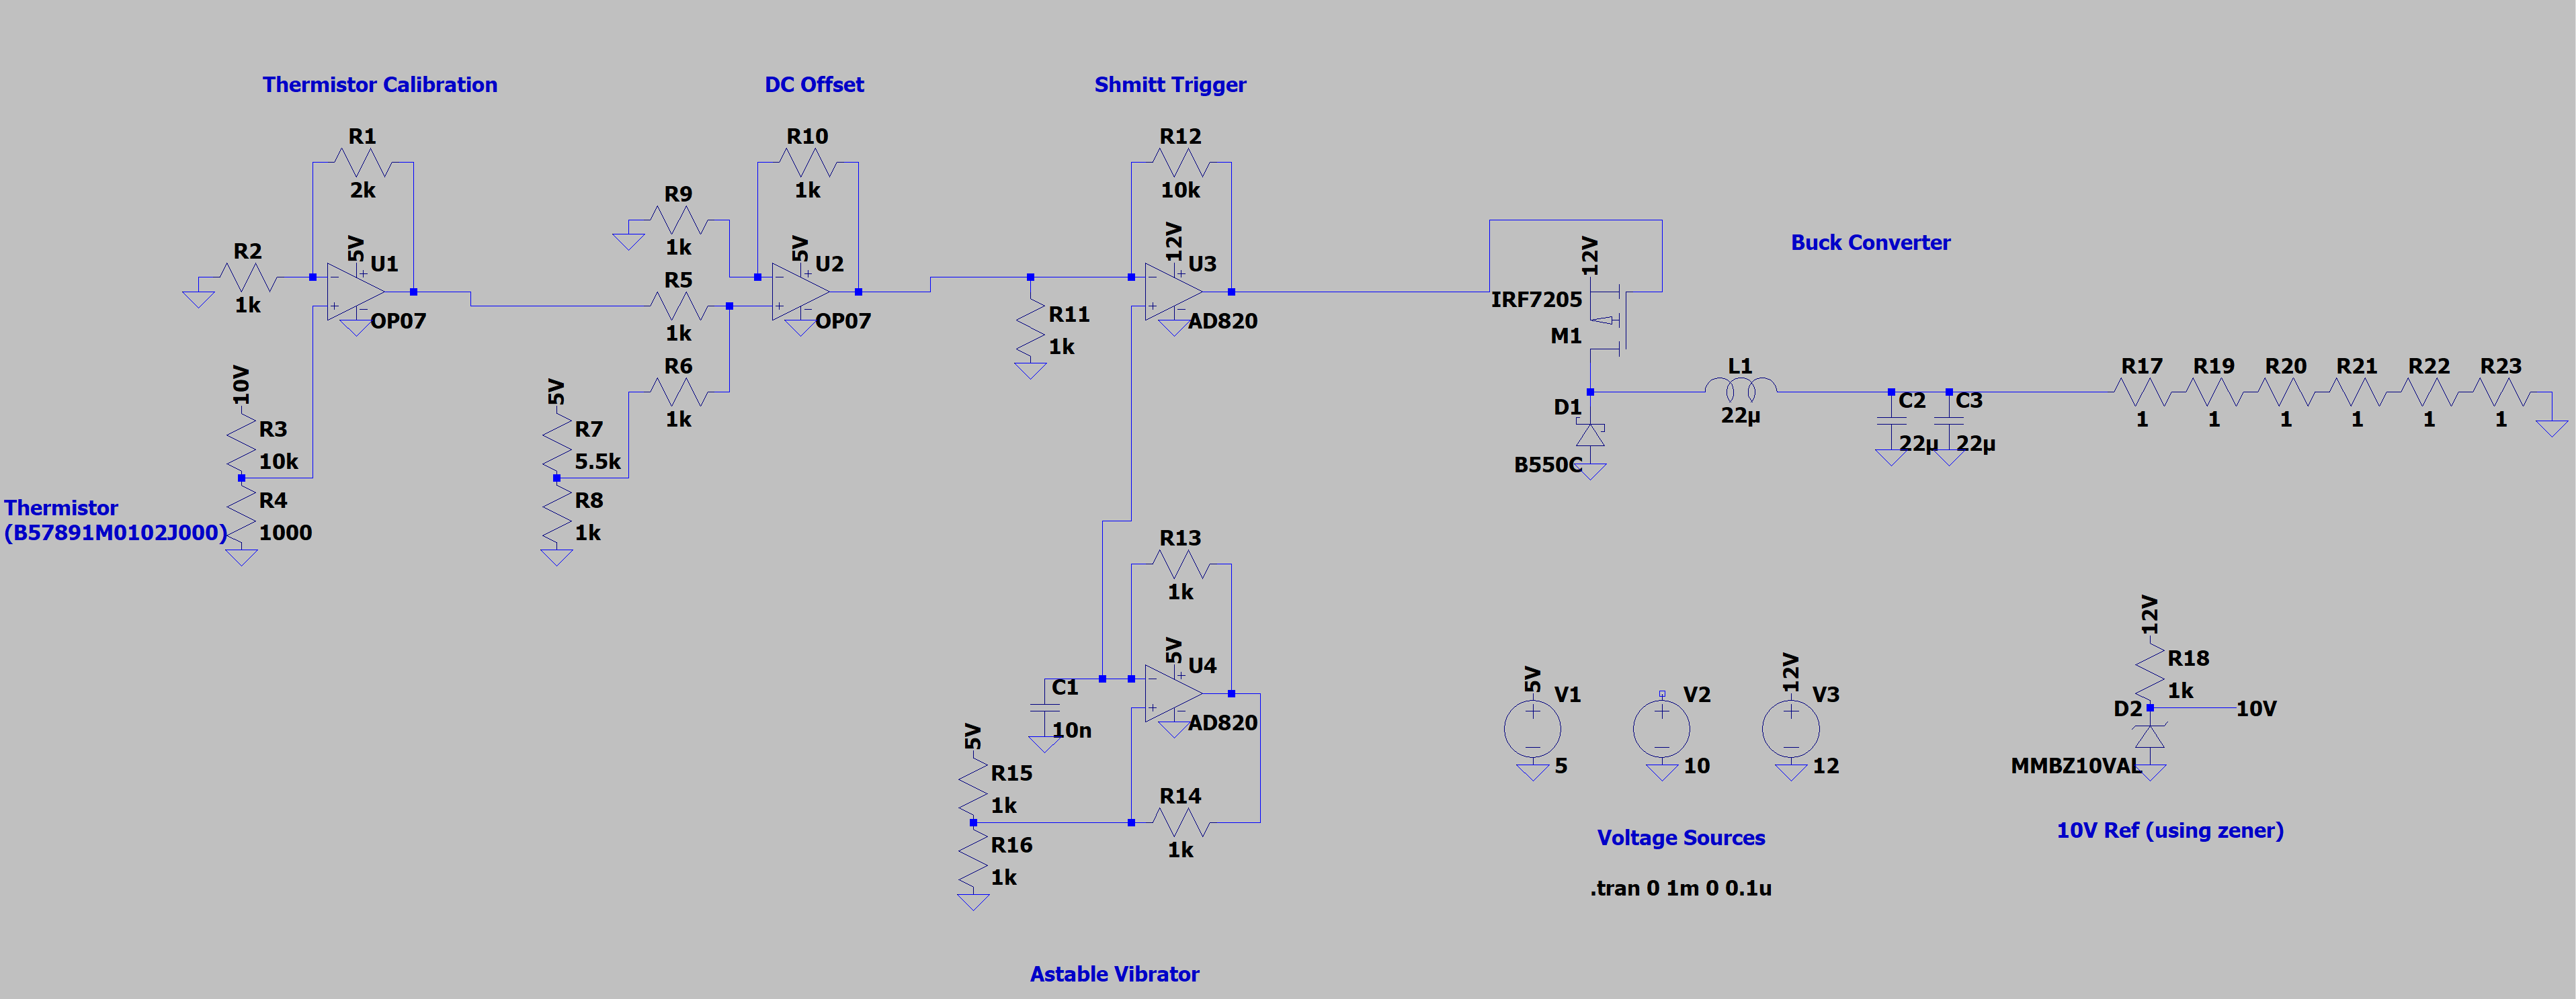 Thermistor Calibration
DC Offset
Shmitt Trigger
R1
2k
R2
1k
5V
U1
OP07
10V
R3
10k
R4
1000
Thermistor
(B57891M0102J000)
R10
1k
R9
1k
R5
1k
R6
1k
5V
U2
OP07
5V
R7
5.5k
R8
1k
R12
10k
12V
U3
AD820
R11
1k
Buck Converter
12V
IRF7205
M1
D1
B550C
L1
22µ
C2
22µ
C3
22µ
R17
1
R19
1
R20
1
R21
1
R22
1
R23
1
R13
1k
5V
U4
AD820
C1
10n
5V
R15
1k
R16
1k
R14
1k
Astable Vibrator
5V
V1
5
V2
10
12V
V3
12
Voltage Sources
.tran 0 1m 0 0.1u
12V
R18
1k
D2
10V
MMBZ10VAL
10V Ref (using zener)